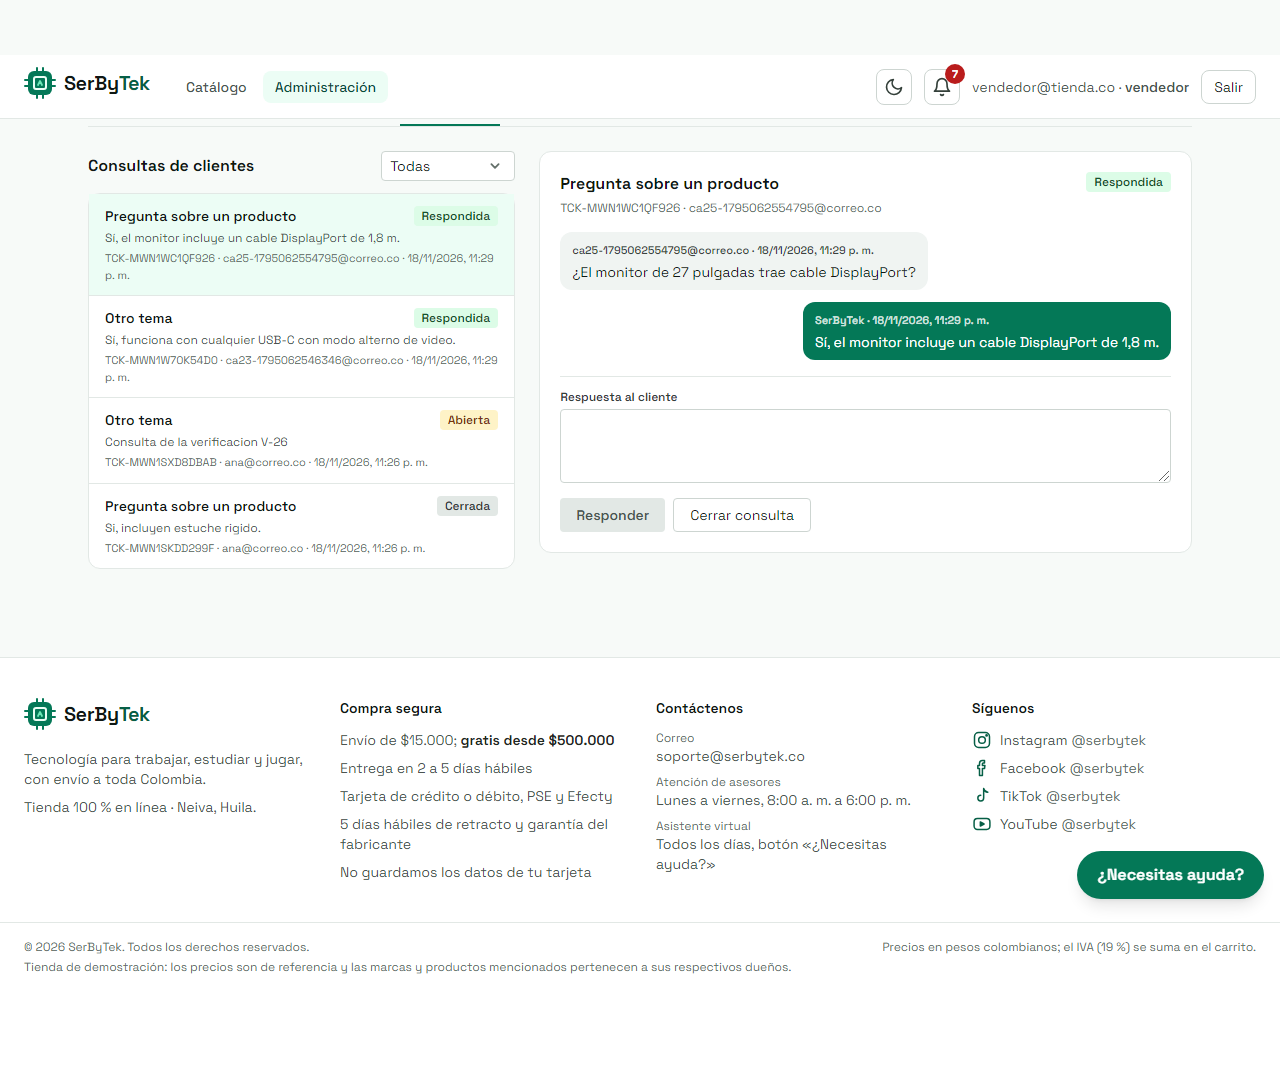 SerByTek
Catálogo
Administración
7
vendedor@tienda.co · vendedor
Salir
Consultas de clientes
Todas
Pregunta sobre un producto
Respondida
Sí, el monitor incluye un cable DisplayPort de 1,8 m.
TCK-MWN1WC1QF926 · ca25-1795062554795@correo.co · 18/11/2026, 11:29
p. m.
Otro tema
Respondida
Sí, funciona con cualquier USB-C con modo alterno de video.
TCK-MWN1W7OK54D0 · ca23-1795062546346@correo.co · 18/11/2026, 11:29
p. m.
Otro tema
Abierta
Consulta de la verificacion V-26
TCK-MWN1SXD8DBAB · ana@correo.co · 18/11/2026, 11:26 p. m.
Pregunta sobre un producto
Cerrada
Si, incluyen estuche rigido.
TCK-MWN1SKDD299F · ana@correo.co · 18/11/2026, 11:26 p. m.
Pregunta sobre un producto
Respondida
TCK-MWN1WC1QF926 · ca25-1795062554795@correo.co
ca25-1795062554795@correo.co · 18/11/2026, 11:29 p. m.
¿El monitor de 27 pulgadas trae cable DisplayPort?
SerByTek · 18/11/2026, 11:29 p. m.
Sí, el monitor incluye un cable DisplayPort de 1,8 m.
Respuesta al cliente
Responder
Cerrar consulta
SerByTek
Tecnología para trabajar, estudiar y jugar,
con envío a toda Colombia.
Tienda 100 % en línea · Neiva, Huila.
Compra segura
Envío de $15.000; gratis desde $500.000
Entrega en 2 a 5 días hábiles
Tarjeta de crédito o débito, PSE y Efecty
5 días hábiles de retracto y garantía del
fabricante
No guardamos los datos de tu tarjeta
Contáctenos
Correo
soporte@serbytek.co
Atención de asesores
Lunes a viernes, 8:00 a. m. a 6:00 p. m.
Asistente virtual
Todos los días, botón «¿Necesitas
ayuda?»
Síguenos
Instagram @serbytek
Facebook @serbytek
TikTok @serbytek
YouTube @serbytek
¿Necesitas ayuda?
© 2026 SerByTek. Todos los derechos reservados.
Precios en pesos colombianos; el IVA (19 %) se suma en el carrito.
Tienda de demostración: los precios son de referencia y las marcas y productos mencionados pertenecen a sus respectivos dueños.